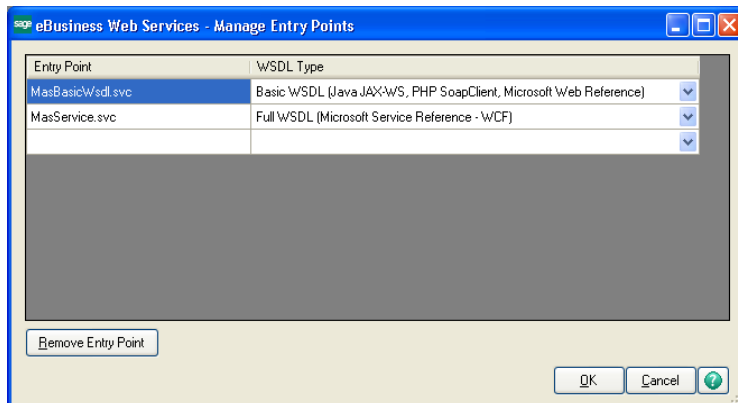 sage eBusiness Web Services - Manage Entry Points
Entry Point WSDL Type
MasBasicWsdl.svc Basic WSDL (Java JAX-WS, PHP SoapClient, Microsoft Web Reference)
MasService.svc Full WSDL (Microsoft Service Reference - WCF)
Remove Entry Point
OK Cancel ?